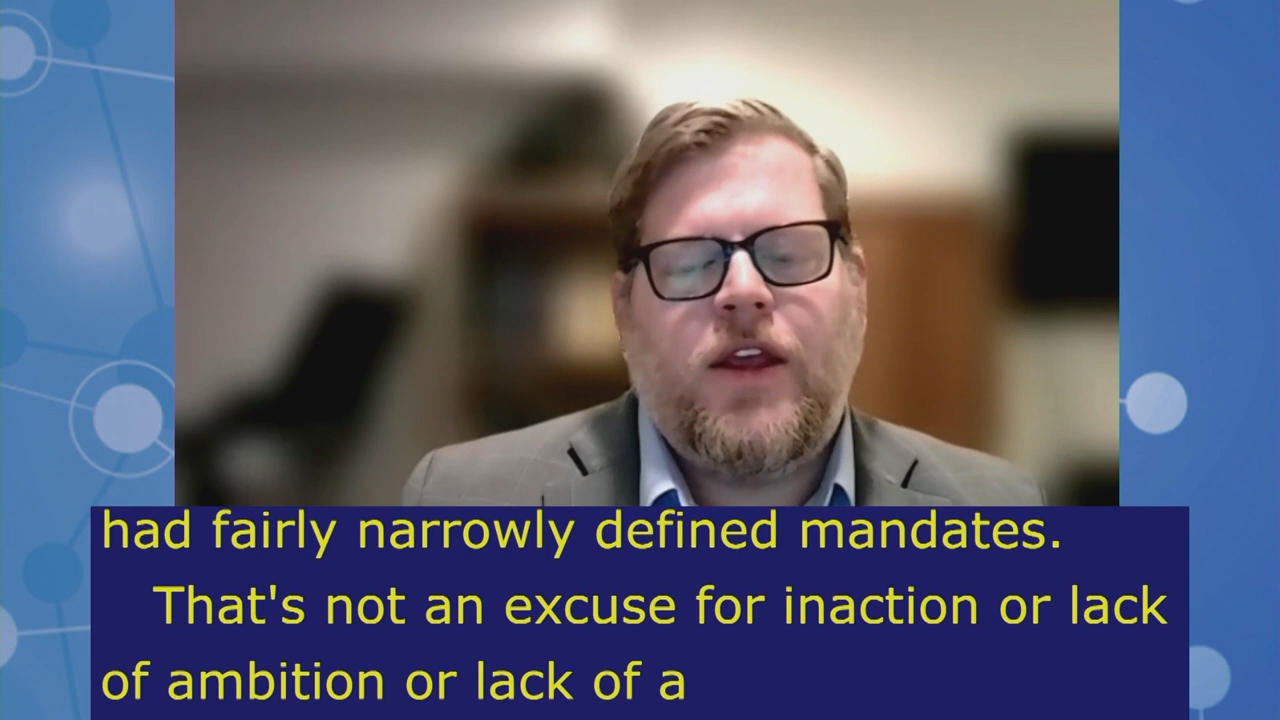 had fairly narrowly defined mandates.
That's not an excuse for inaction or lack
of ambition or lack of a